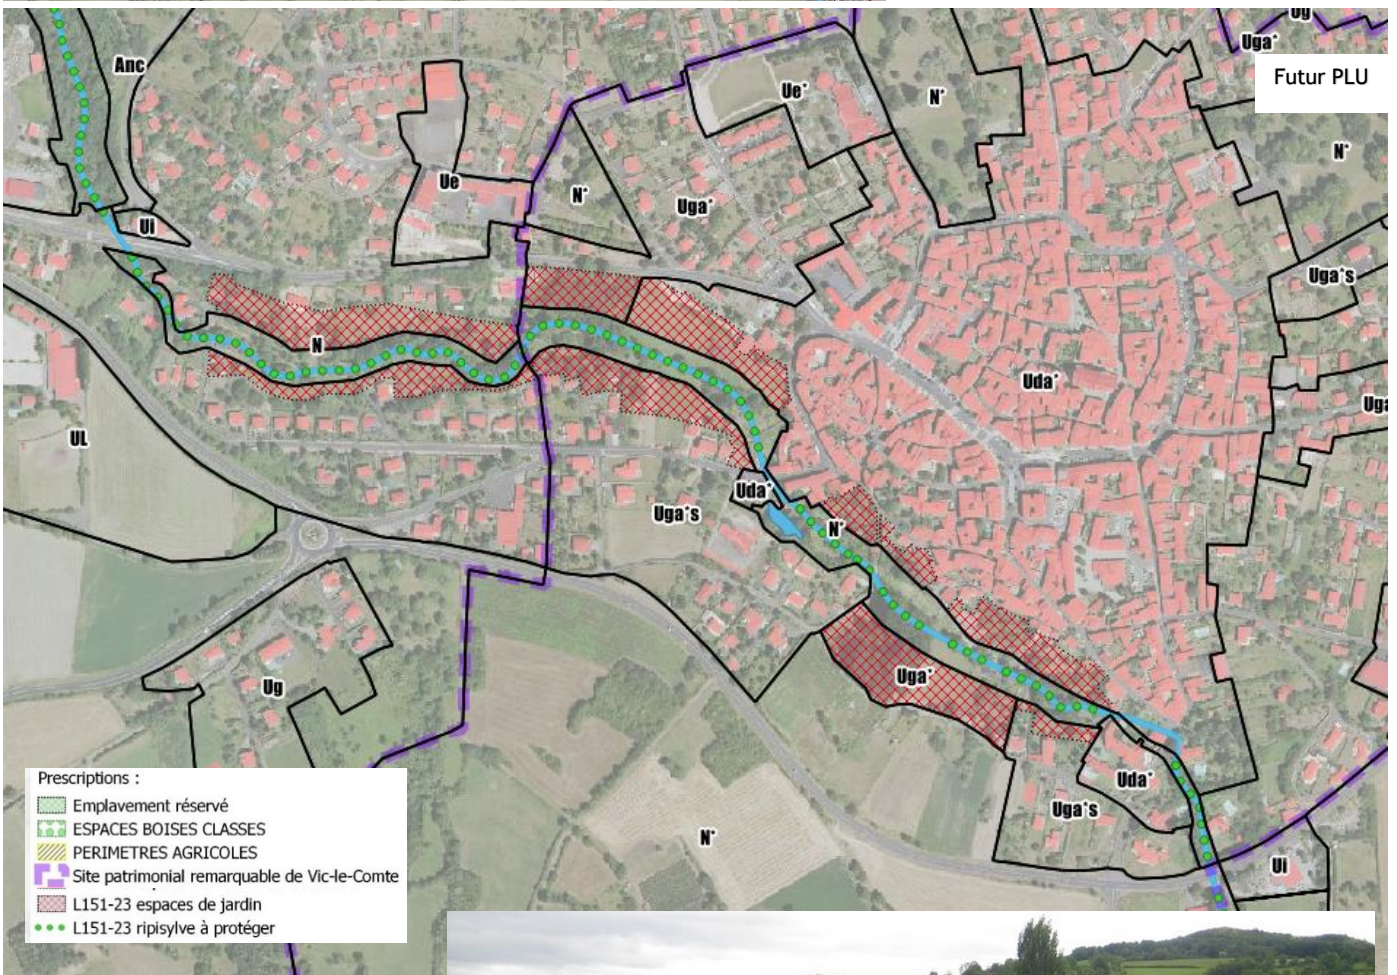 Ug
Uga*
Futur PLU
Anc
Ue*
N*
N*
Ue
N*
Uga*
Ui
Uga*s
N
Uda*
Uga
UL
Uda*
Uga*s
N*
Ug
Uga*
Uda*
Uga*s
N*
Ui
Prescriptions :
Emplavement réservé
ESPACES BOISES CLASSES
PERIMETRES AGRICOLES
Site patrimonial remarquable de Vic-le-Comte
L151-23 espaces de jardin
L151-23 ripisylve à protéger